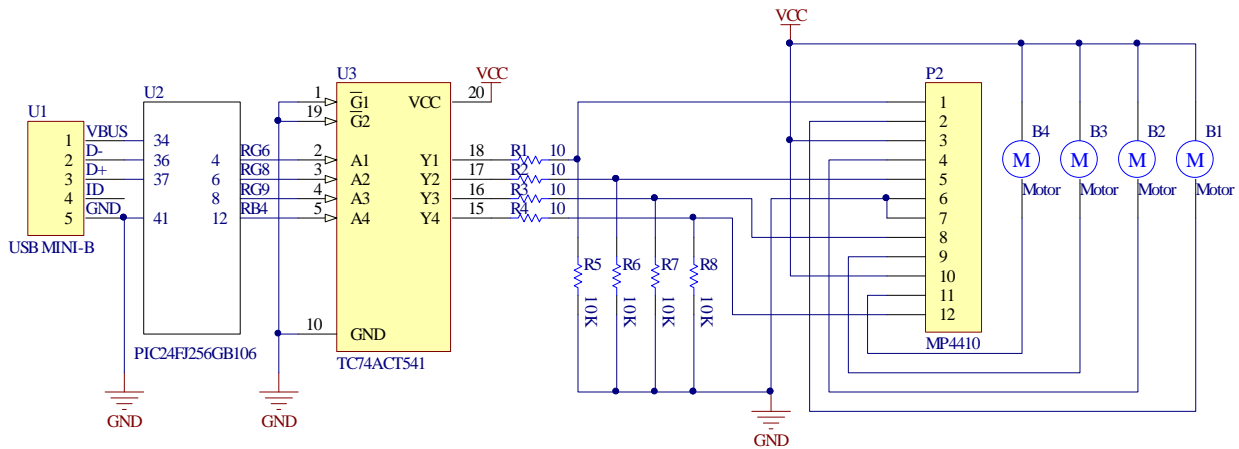 U1
1 VBUS
2 D-
3 D+
4 ID
5 GND
USB MINI-B
U2
34
36
37
41
4 RG6
6 RG8
8 RG9
12 RB4
PIC24FJ256GB106
GND
U3
1 G1
19 G2
2 A1
3 A2
4 A3
5 A4
10 GND
VCC 20
VCC
Y1 18
Y2 17
Y3 16
Y4 15
TC74ACT541
GND
R1 10
R2 10
R3 10
R4 10
R5 10K
R6 10K
R7 10K
R8 10K
GND
VCC
P2
1
2
3
4
5
6
7
8
9
10
11
12
MP4410
B4
M
Motor
B3
M
Motor
B2
M
Motor
B1
M
Motor